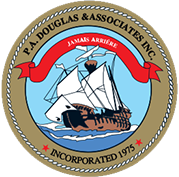 P.A. DOUGLAS & ASSOCIATES INC.
JAMAIS ARRIÈRE
INCORPORATED 1975